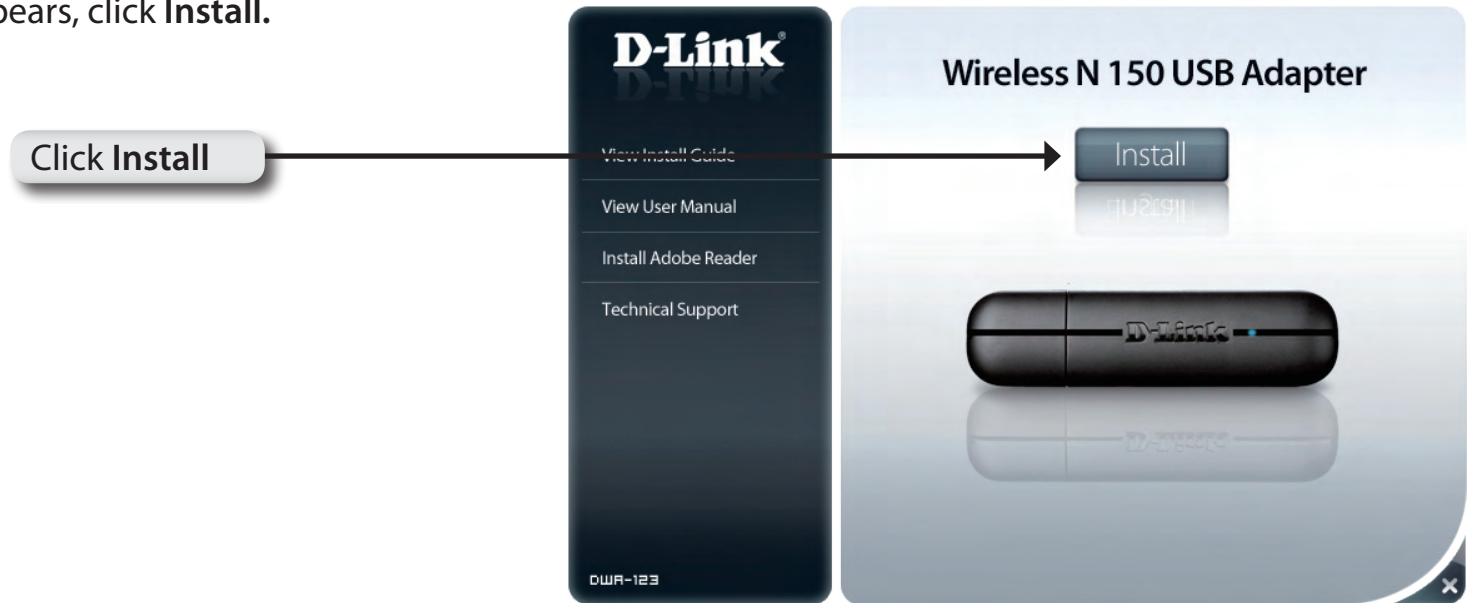 pears, click Install.
Click Install
D-Link®
View Install Guide
View User Manual
Install Adobe Reader
Technical Support
DWA-123
Wireless N 150 USB Adapter
Install
D-Link